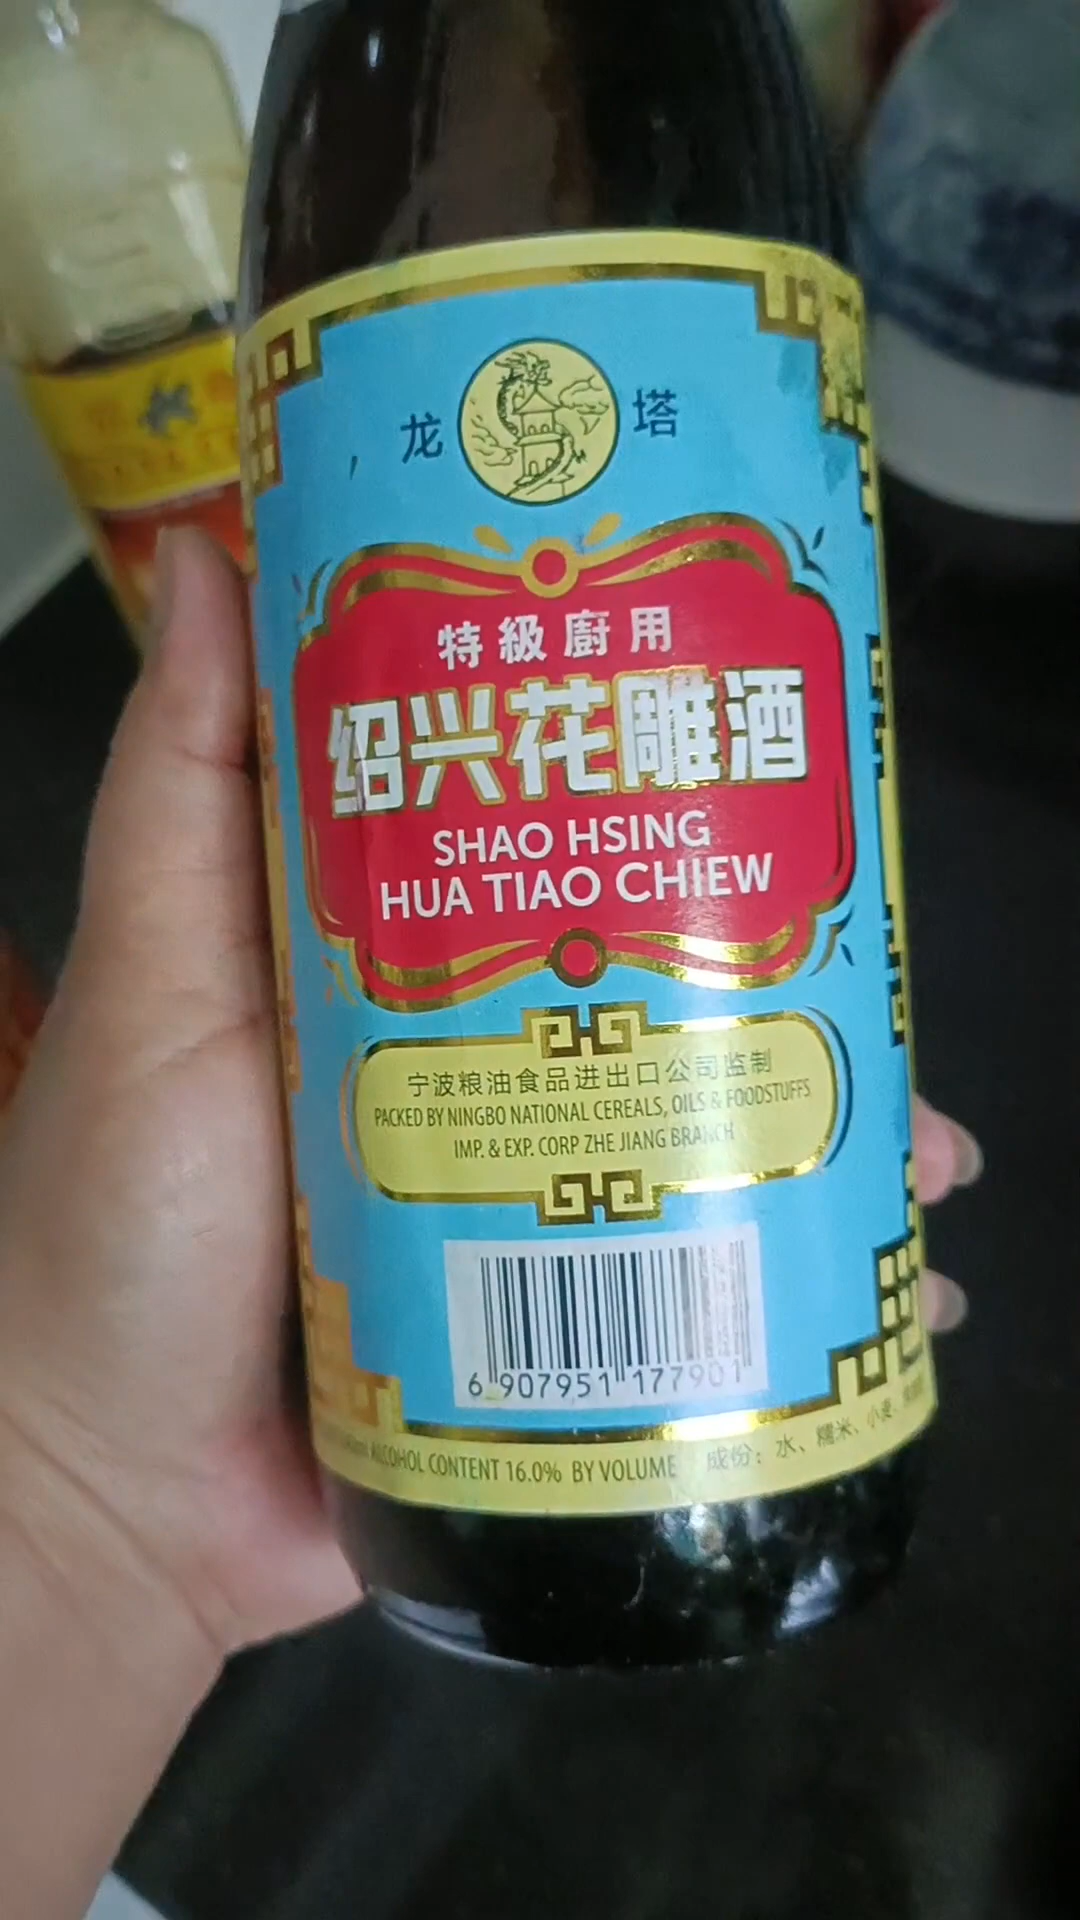 龙 塔
特級廚用
绍兴花雕酒
SHAO HSING
HUA TIAO CHIEW
宁波粮油食品进出口公司监制
PACKED BY NINGBO NATIONAL CEREALS, OILS & FOODSTUFFS
IMP. & EXP. CORP ZHE JIANG BRANCH
6 907951 177901
ALCOHOL CONTENT 16.0% BY VOLUME 成份：水、糯米、小麦、